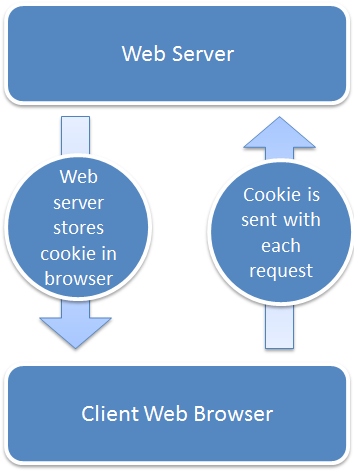 Web Server
Web
server
stores
cookie in
browser
Cookie is
sent with
each
request
Client Web Browser